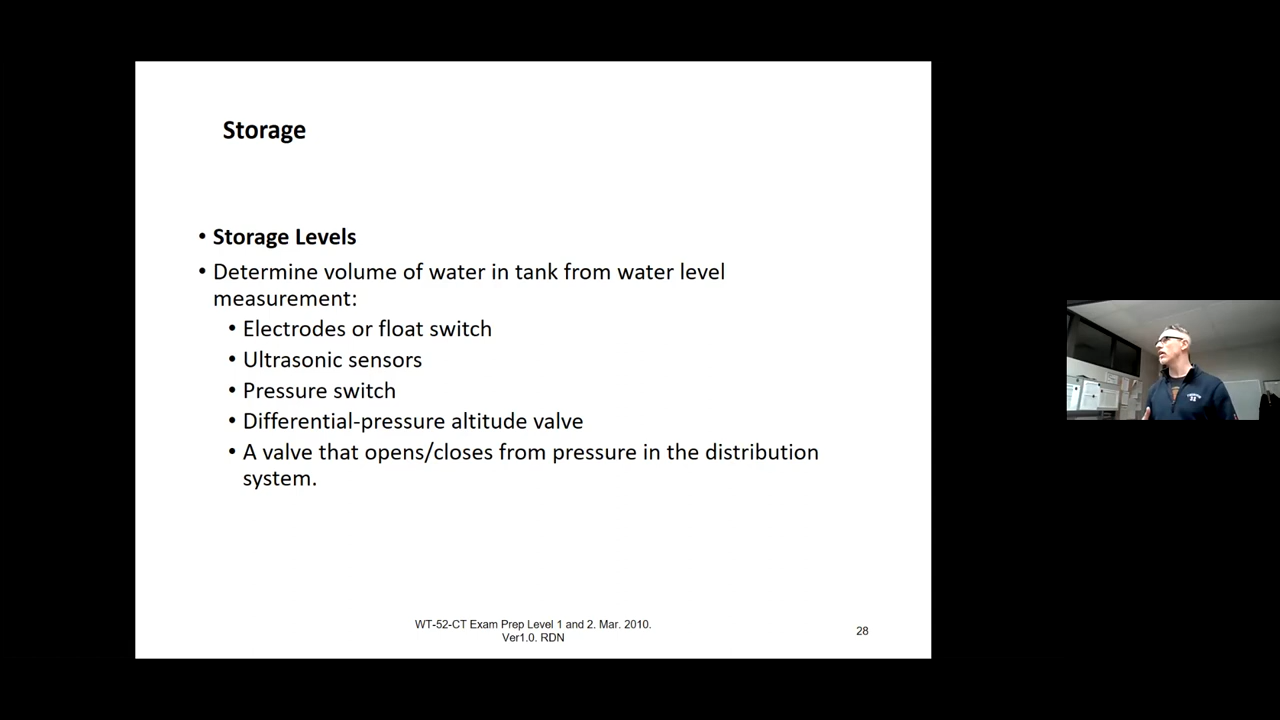 Storage
• Storage Levels
• Determine volume of water in tank from water level
measurement:
• Electrodes or float switch
• Ultrasonic sensors
• Pressure switch
• Differential-pressure altitude valve
• A valve that opens/closes from pressure in the distribution
system.
WT-52-CT Exam Prep Level 1 and 2. Mar. 2010.
Ver1.0. RDN
28